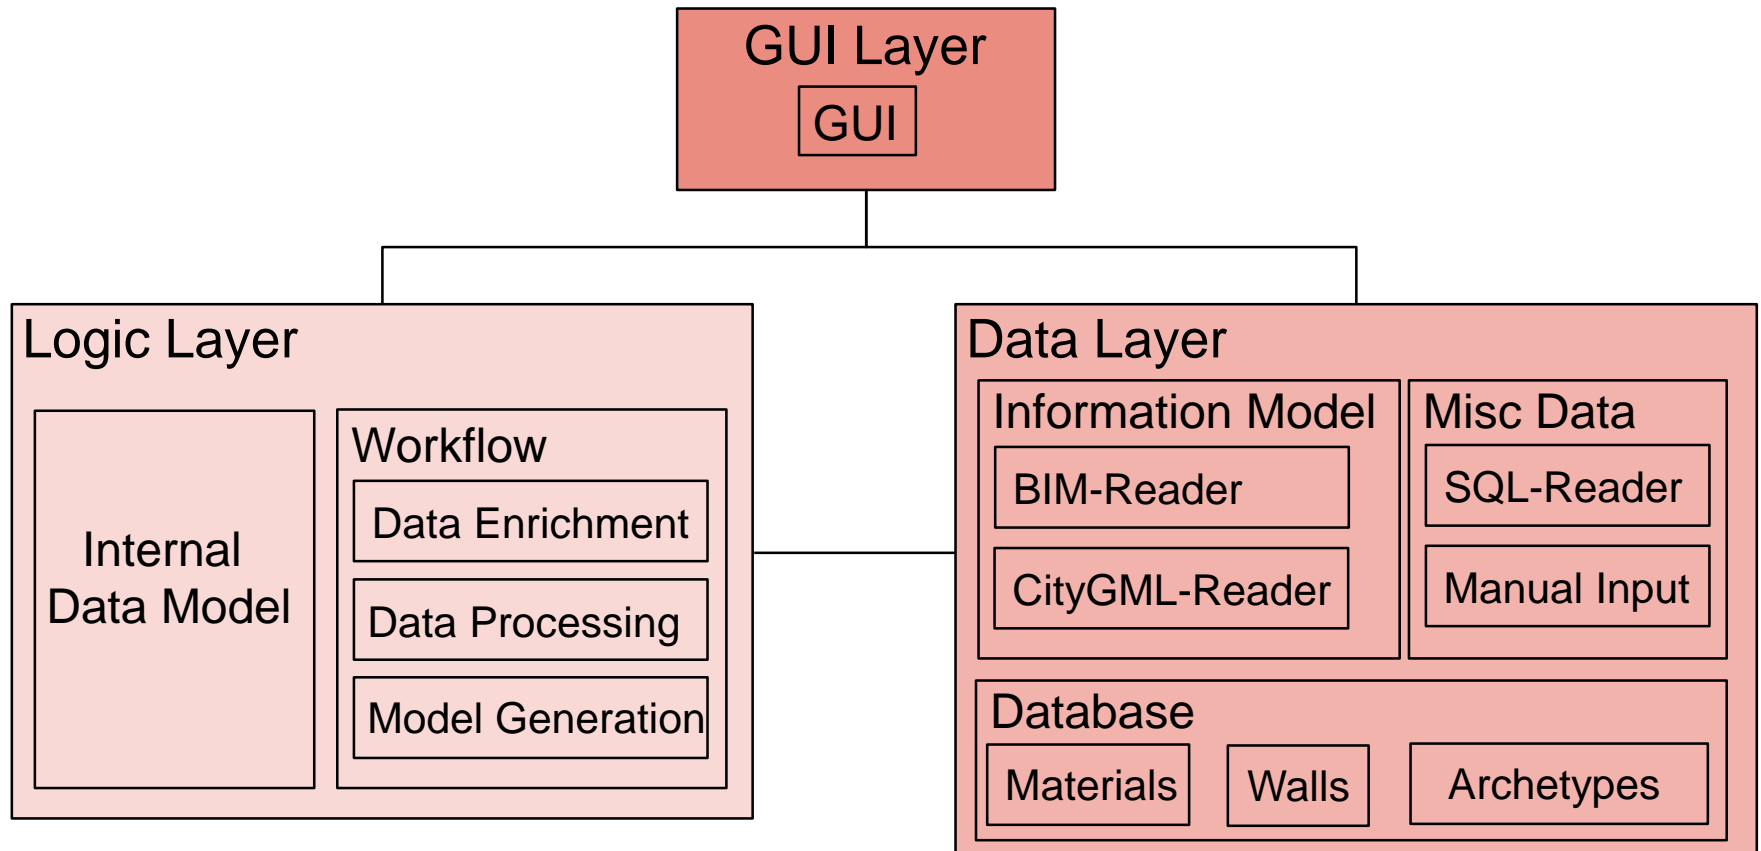 GUI Layer
GUI
Logic Layer
Internal
Data Model
Workflow
Data Enrichment
Data Processing
Model Generation
Data Layer
Information Model
BIM-Reader
CityGML-Reader
Misc Data
SQL-Reader
Manual Input
Database
Materials
Walls
Archetypes